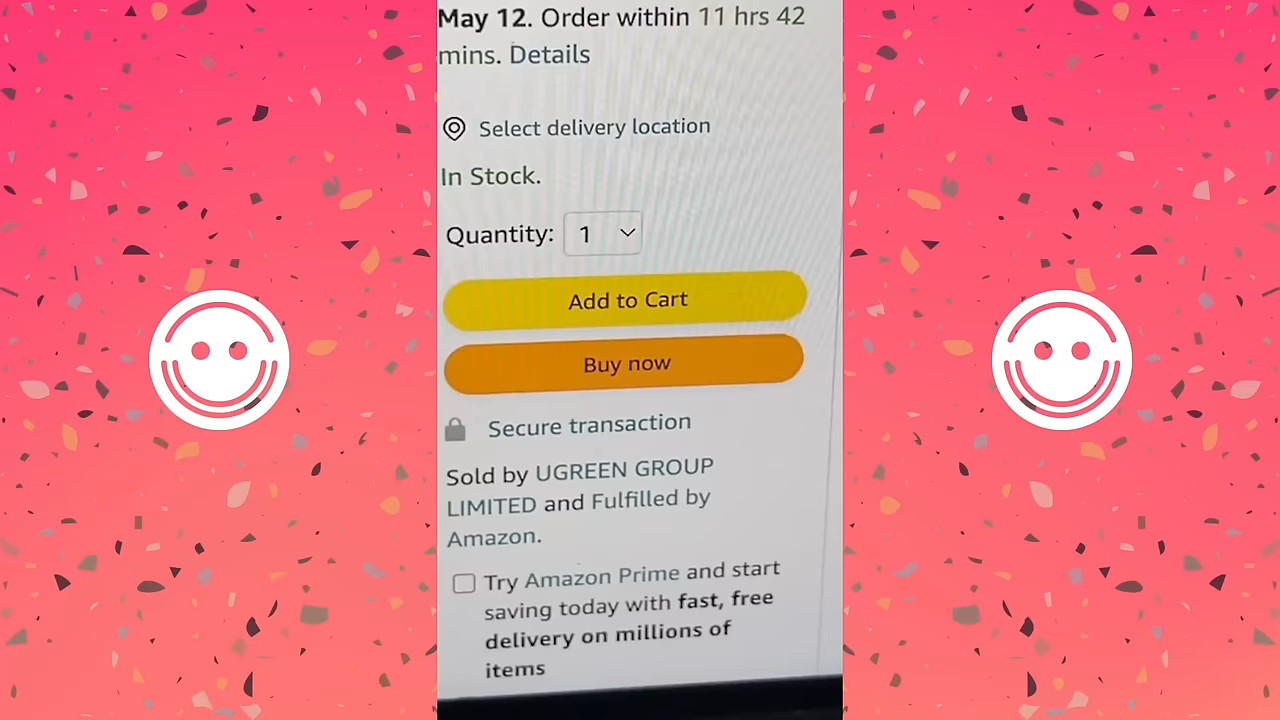 May 12. Order within 11 hrs 42
mins. Details
Select delivery location
In Stock.
Quantity: 1
Add to Cart
Buy now
Secure transaction
Sold by UGREEN GROUP
LIMITED and Fulfilled by
Amazon.
Try Amazon Prime and start
saving today with fast, free
delivery on millions of
items